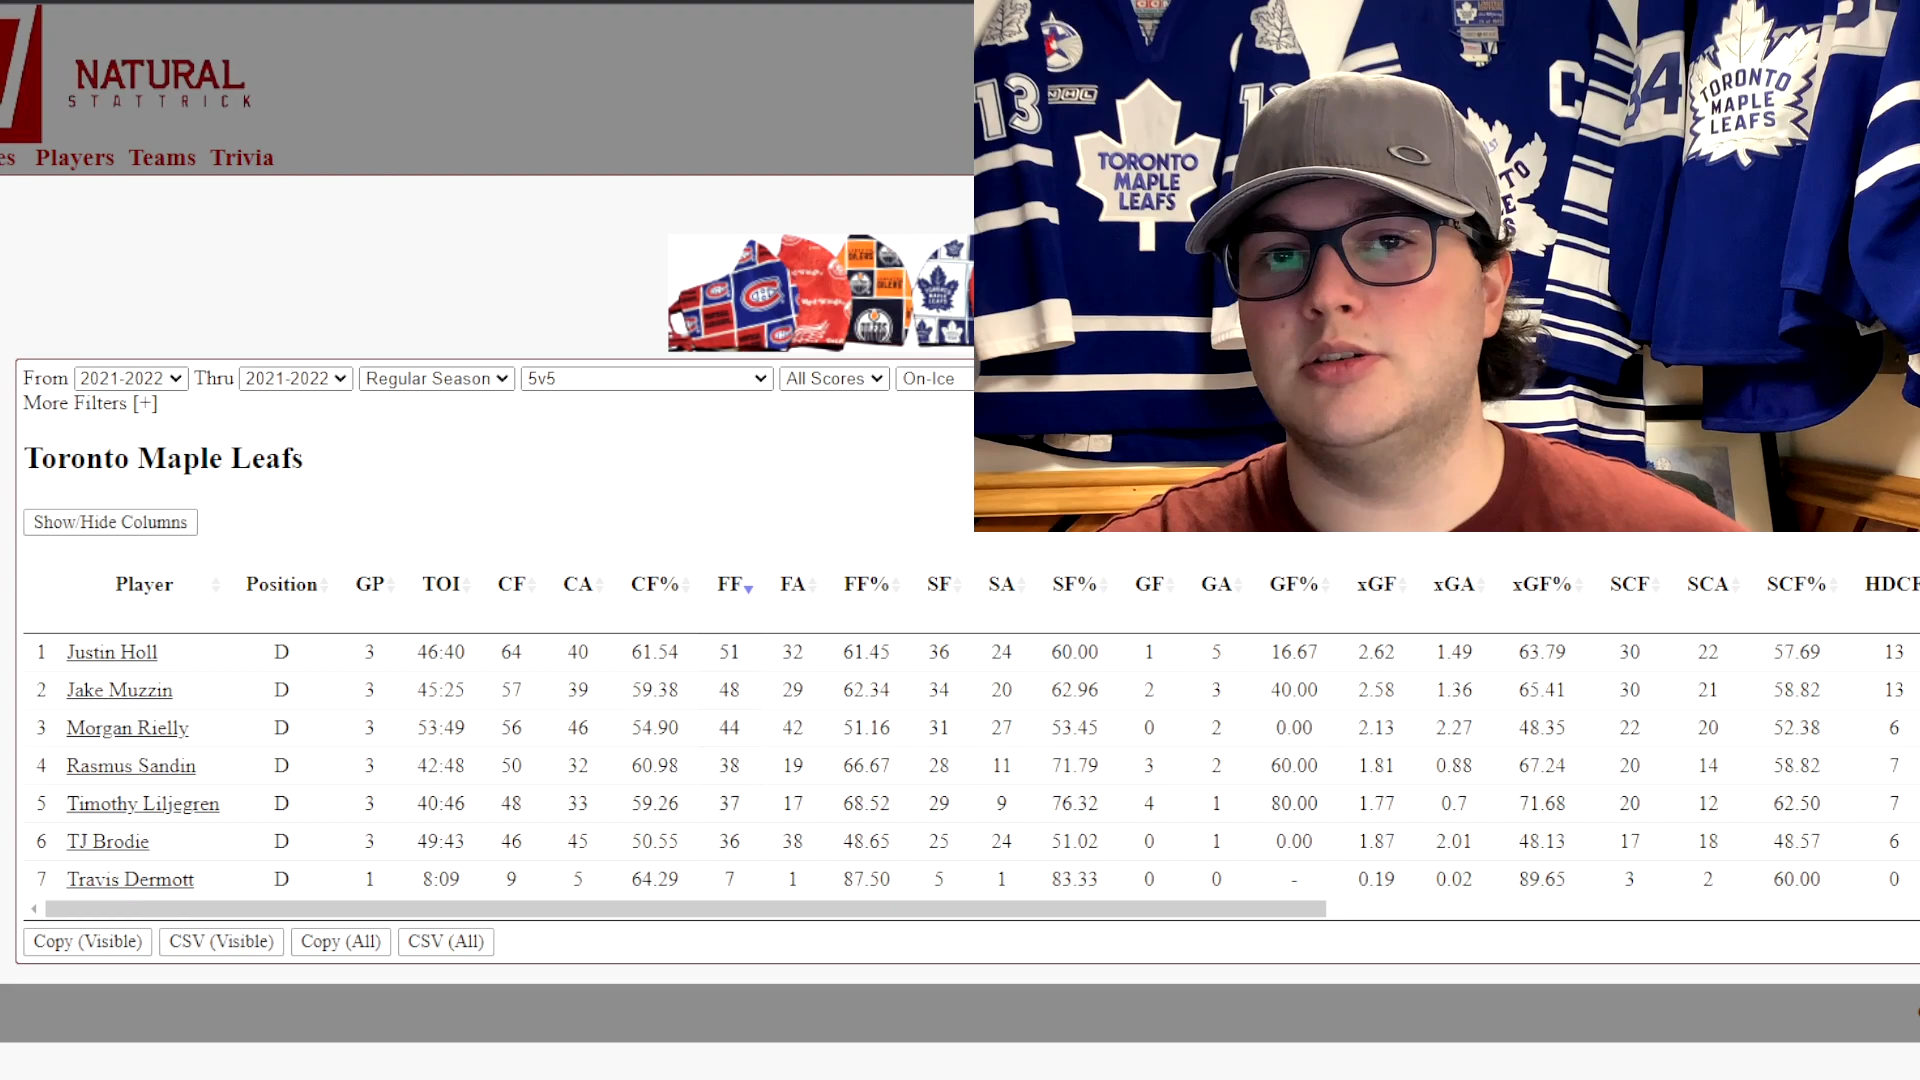 NATURAL
STATTRICK
es Players Teams Trivia
From 2021-2022 Thru 2021-2022 Regular Season 5v5 All Scores On-Ice
More Filters [+]
Toronto Maple Leafs
Show/Hide Columns
Player Position GP TOI CF CA CF% FF FA FF% SF SA SF% GF GA GF% xGF xGA xGF% SCF SCA SCF% HDCF
1 Justin Holl D 3 46:40 64 40 61.54 51 32 61.45 36 24 60.00 1 5 16.67 2.62 1.49 63.79 30 22 57.69 13
2 Jake Muzzin D 3 45:25 57 39 59.38 48 29 62.34 34 20 62.96 2 3 40.00 2.58 1.36 65.41 30 21 58.82 13
3 Morgan Rielly D 3 53:49 56 46 54.90 44 42 51.16 31 27 53.45 0 2 0.00 2.13 2.27 48.35 22 20 52.38 6
4 Rasmus Sandin D 3 42:48 50 32 60.98 38 19 66.67 28 11 71.79 3 2 60.00 1.81 0.88 67.24 20 14 58.82 7
5 Timothy Liljegren D 3 40:46 48 33 59.26 37 17 68.52 29 9 76.32 4 1 80.00 1.77 0.7 71.68 20 12 62.50 7
6 TJ Brodie D 3 49:43 46 45 50.55 36 38 48.65 25 24 51.02 0 1 0.00 1.87 2.01 48.13 17 18 48.57 6
7 Travis Dermott D 1 8:09 9 5 64.29 7 1 87.50 5 1 83.33 0 0 - 0.19 0.02 89.65 3 2 60.00 0
Copy (Visible) CSV (Visible) Copy (All) CSV (All)
13
NHL
TORONTO
MAPLE
LEAFS
C
TORONTO
MAPLE
LEAFS